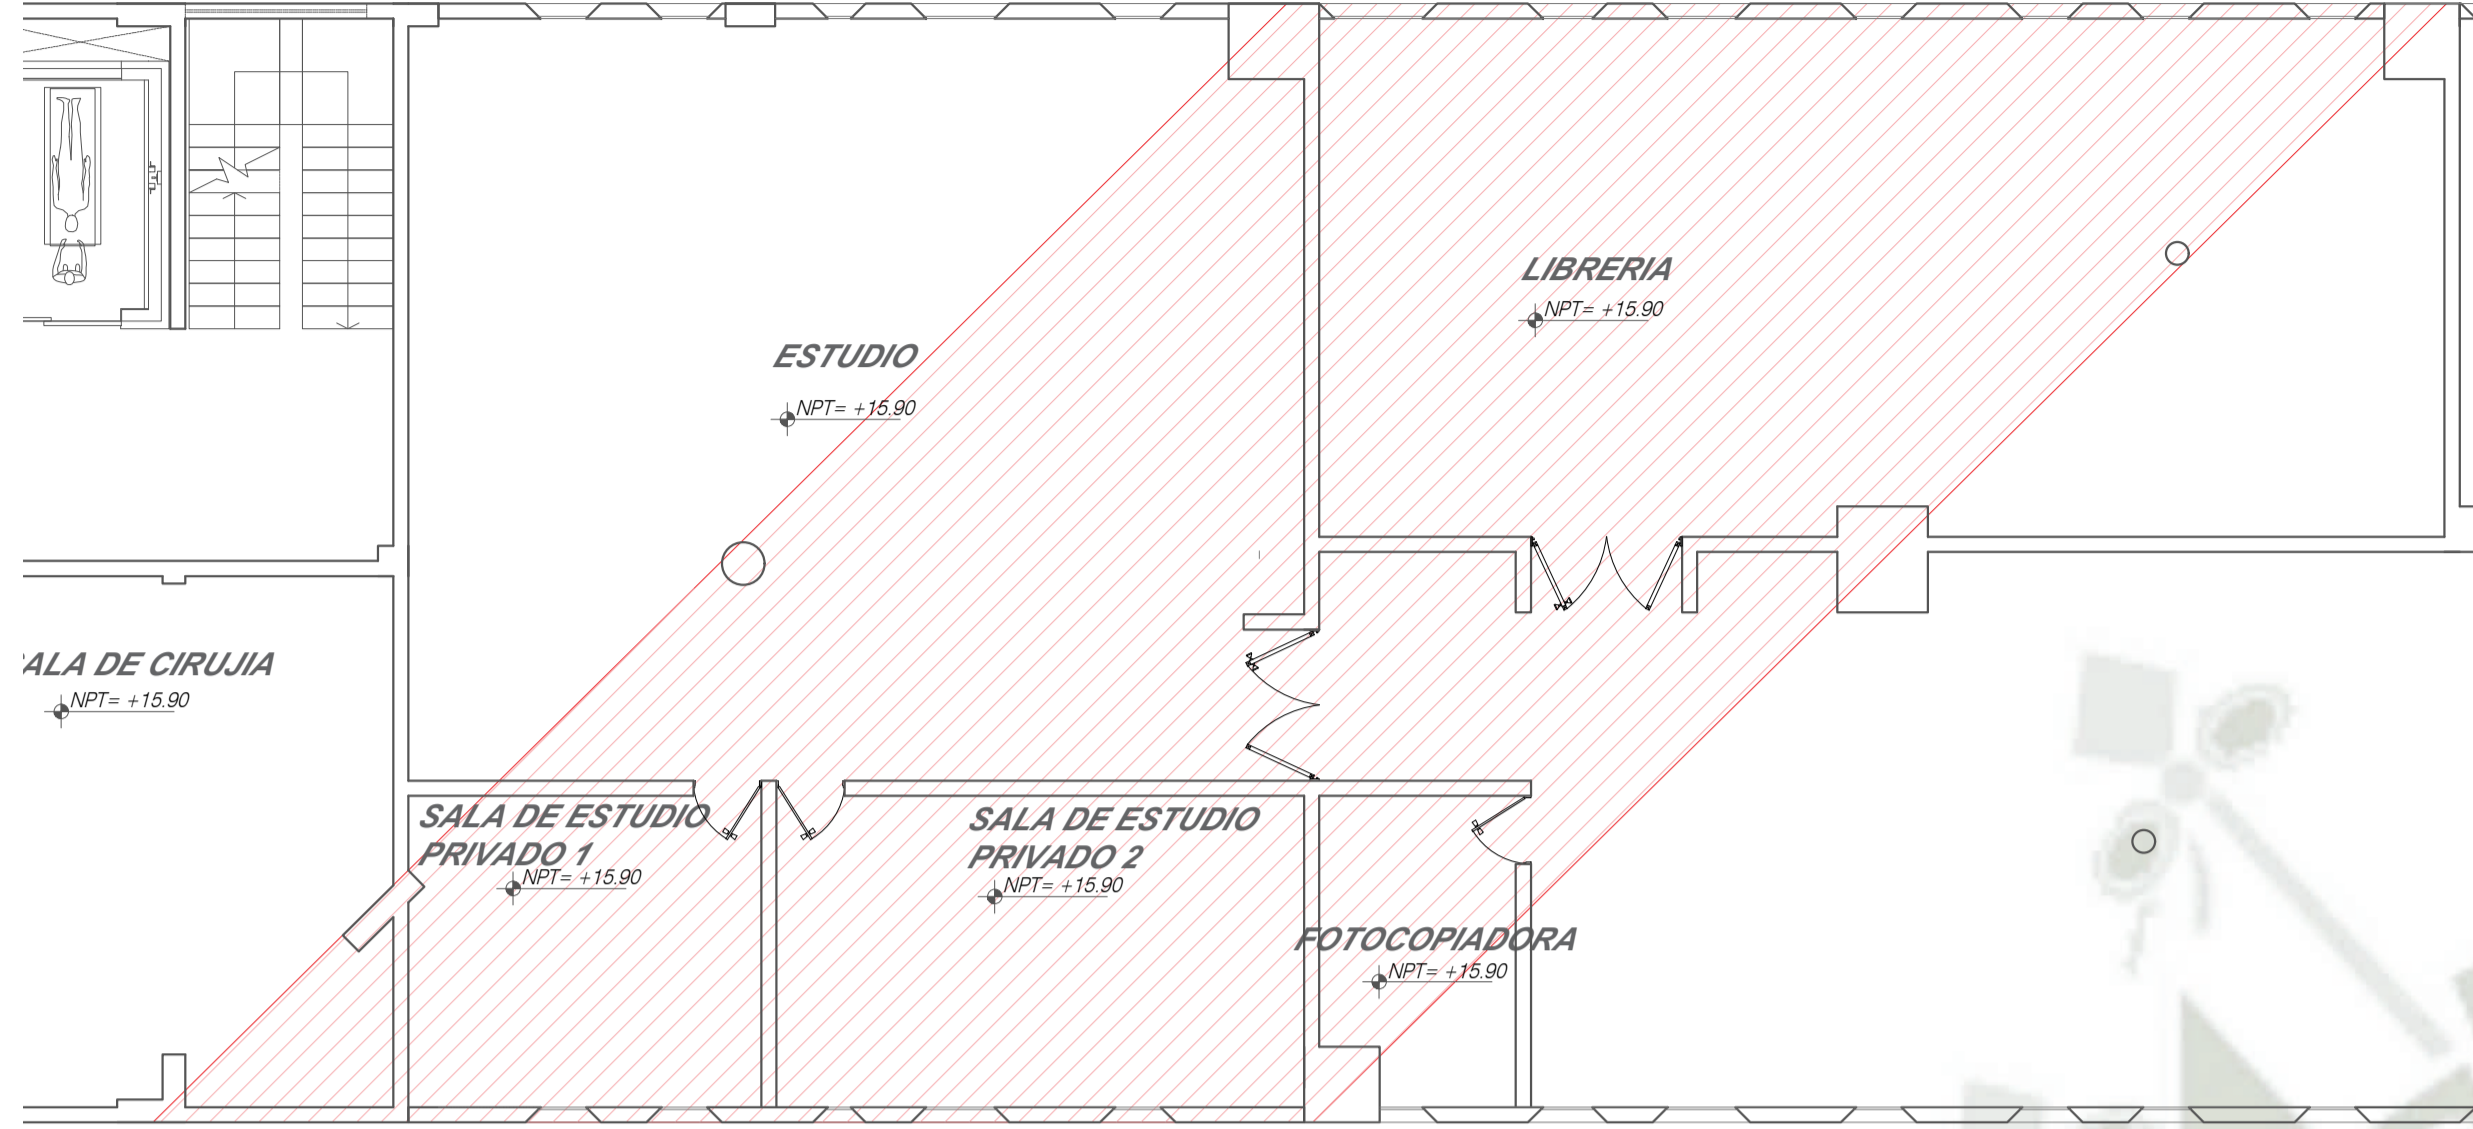 LIBRERIA
NPT= +15.90
ESTUDIO
NPT= +15.90
ALA DE CIRUJIA
NPT= +15.90
SALA DE ESTUDIO
PRIVADO 1
NPT= +15.90
SALA DE ESTUDIO
PRIVADO 2
NPT= +15.90
FOTOCOPIADORA
NPT= +15.90